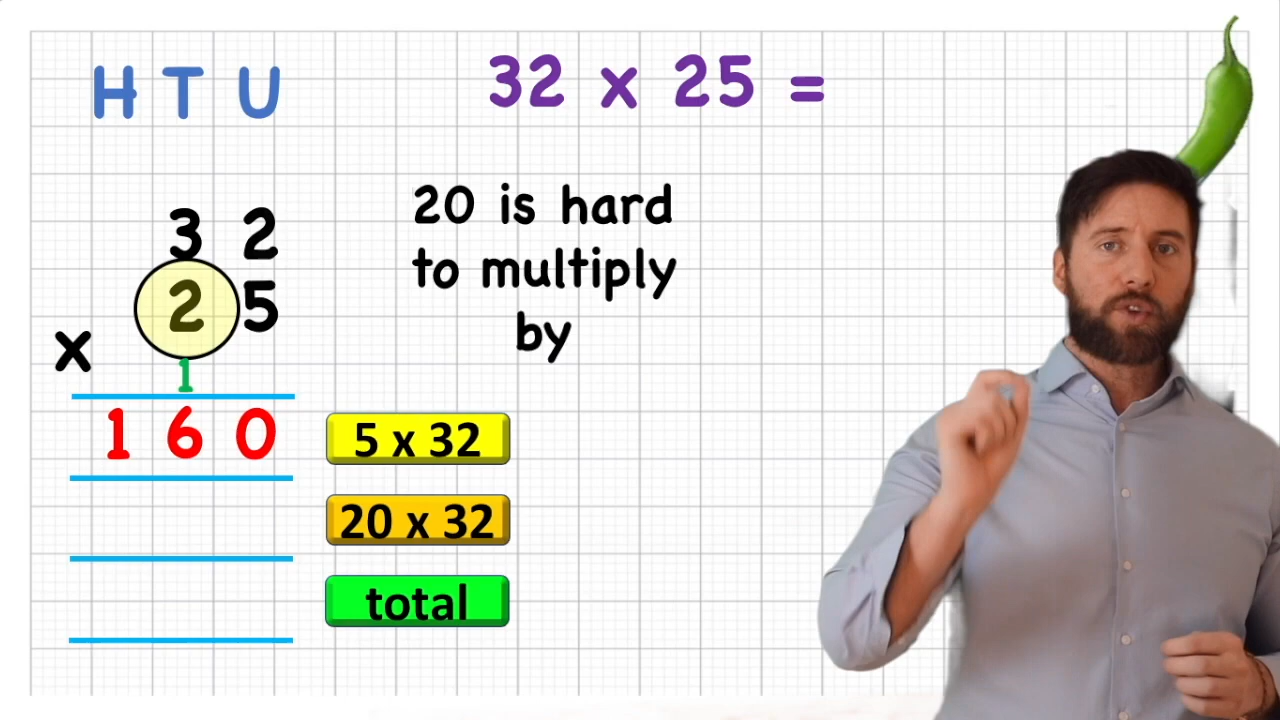 H T U
32 x 25 =
3 2
2 5
x
1
1 6 0
20 is hard
to multiply
by
5 x 32
20 x 32
total